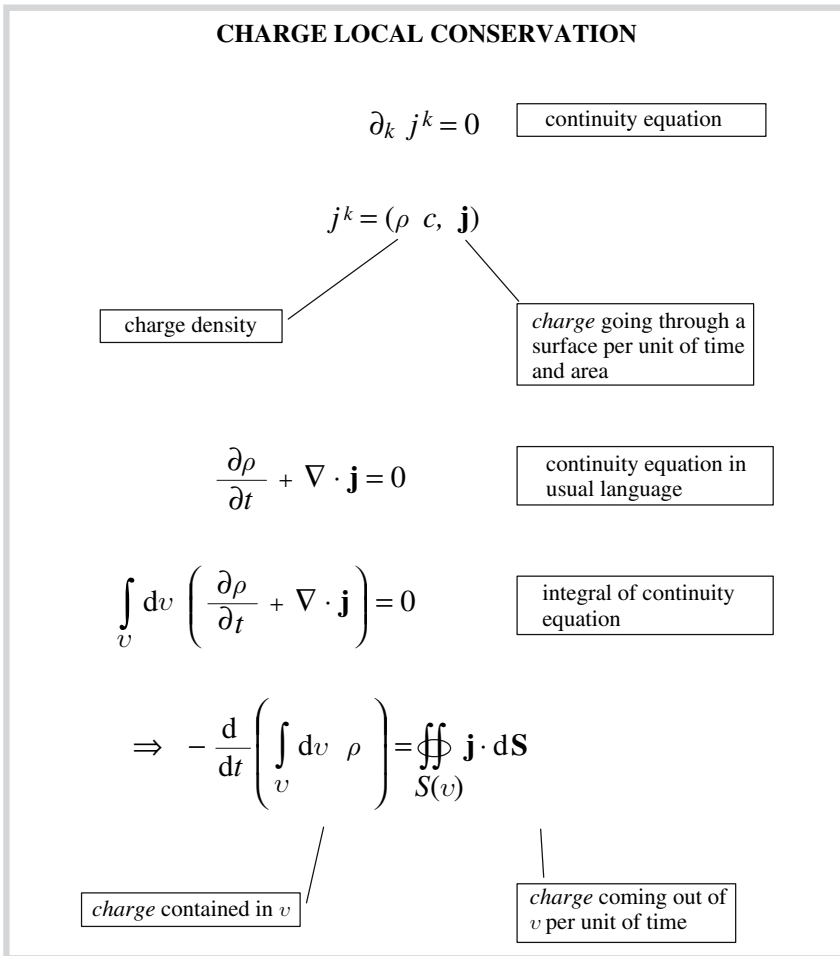 CHARGE LOCAL CONSERVATION
∂ₖ jᵏ = 0
continuity equation
jᵏ = (ρ c, j)
charge density
charge going through a
surface per unit of time
and area
∂ρ/∂t + ∇ · j = 0
continuity equation in
usual language
∫_υ dυ (∂ρ/∂t + ∇ · j) = 0
integral of continuity
equation
⇒ − d/dt (∫_υ dυ ρ) = ∯_S(υ) j · dS
charge contained in υ
charge coming out of
υ per unit of time